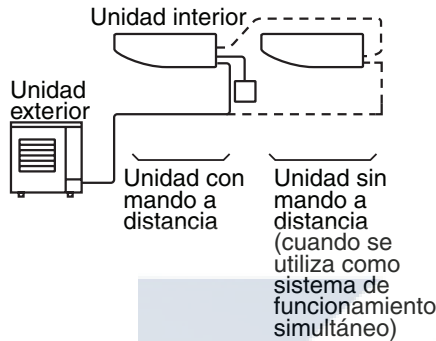 Unidad interior
Unidad
exterior
Unidad con
mando a
distancia
Unidad sin
mando a
distancia
(cuando se
utiliza como
sistema de
funcionamiento
simultáneo)